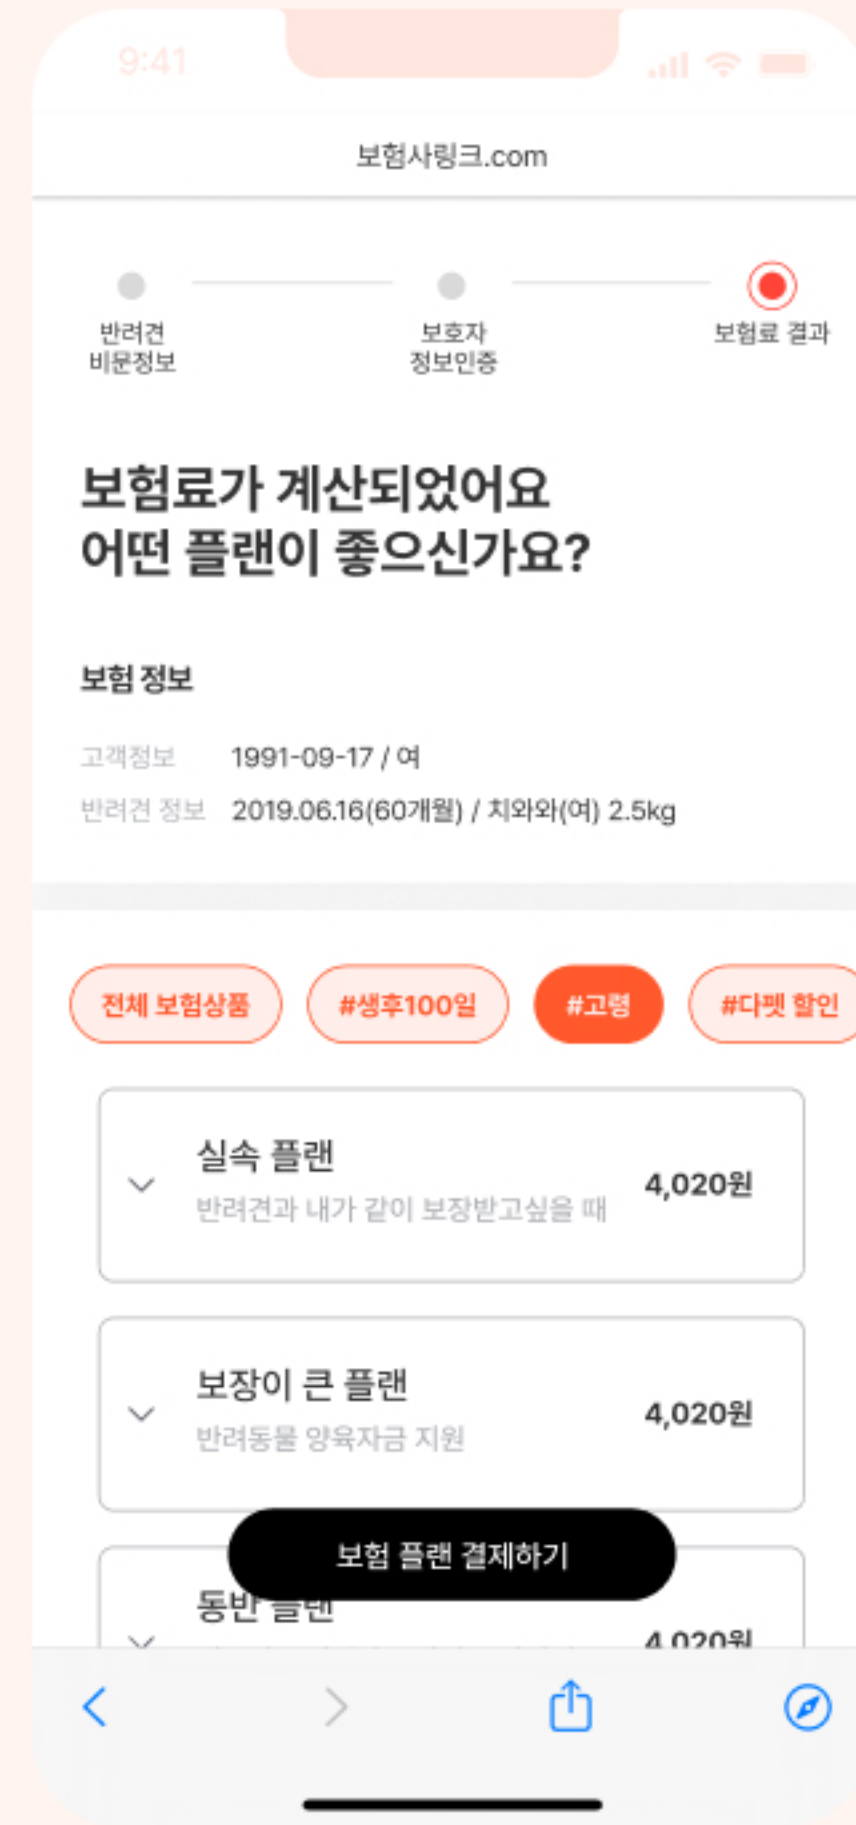 9:41
보험사링크.com
반려견
비문정보
보호자
정보인증
보험료 결과
보험료가 계산되었어요
어떤 플랜이 좋으신가요?
보험 정보
고객정보 1991-09-17 / 여
반려견 정보 2019.06.16(60개월) / 치와와(여) 2.5kg
전체 보험상품 #생후100일 #고령 #다펫 할인
실속 플랜
반려견과 내가 같이 보장받고싶을 때
4,020원
보장이 큰 플랜
반려동물 양육자금 지원
4,020원
보험 플랜 결제하기
동반 플랜
4,020원